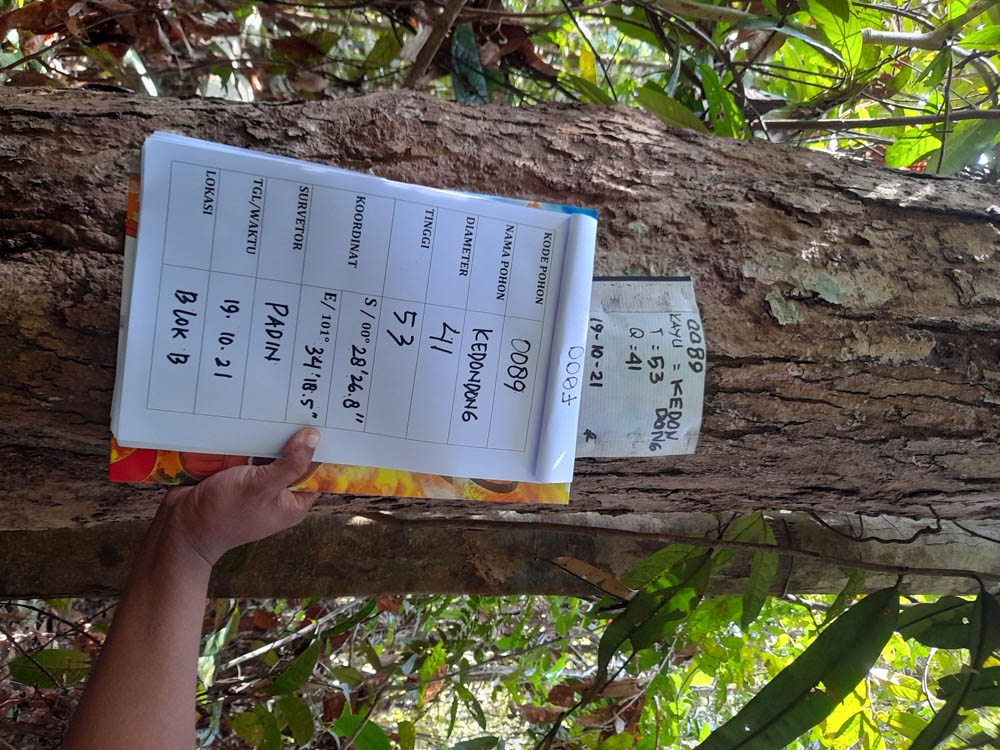 0089
KAYU = KEDON
DONG
T = 53
Q = 41
19-10-21
KODE POHON 0089
NAMA POHON KEDONDONG
DIAMETER 41
TINGGI 53
KOORDINAT S / 00° 28'26.8"
E/ 101° 34'18.5"
SURVETOR PADIN
TGL/WAKTU 19.10.21
LOKASI BLOK B